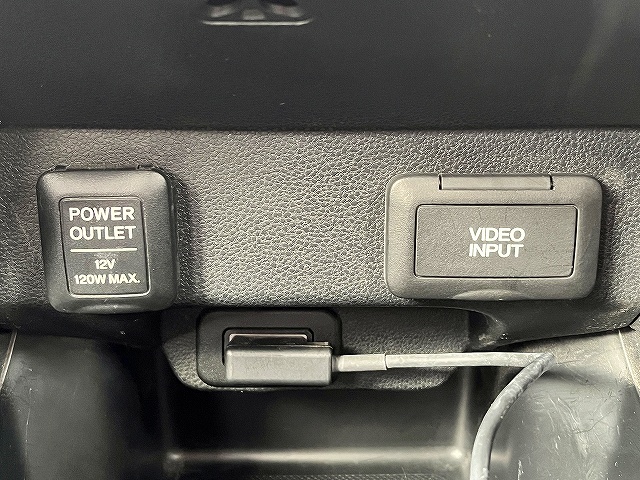 POWER
OUTLET
12V
120W MAX.
VIDEO
INPUT